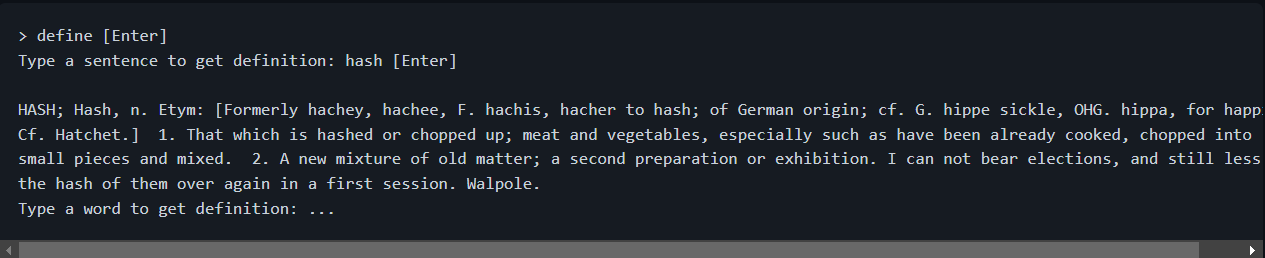 > define [Enter]
Type a sentence to get definition: hash [Enter]
HASH; Hash, n. Etym: [Formerly hachey, hachee, F. hachis, hacher to hash; of German origin; cf. G. hippe sickle, OHG. hippa, for
Cf. Hatchet.]  1. That which is hashed or chopped up; meat and vegetables, especially such as have been already cooked, chopped into
small pieces and mixed.  2. A new mixture of old matter; a second preparation or exhibition. I can not bear elections, and still less
the hash of them over again in a first session. Walpole.
Type a word to get definition: ...